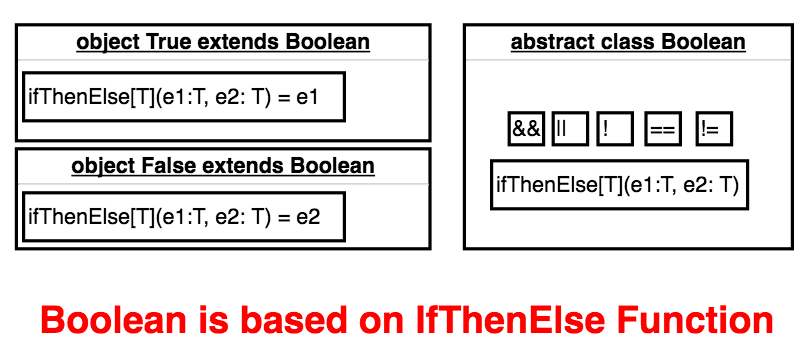 object True extends Boolean
ifThenElse[T](e1:T, e2: T) = e1
object False extends Boolean
ifThenElse[T](e1:T, e2: T) = e2
abstract class Boolean
&& || ! == !=
ifThenElse[T](e1:T, e2: T)
Boolean is based on IfThenElse Function